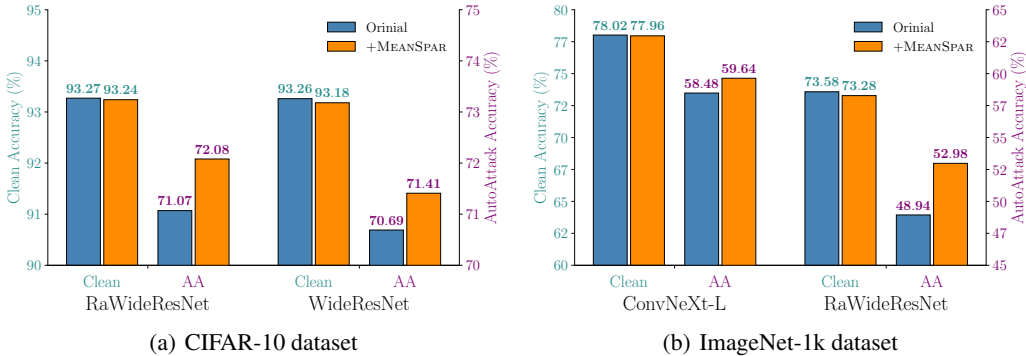 95
94
93
92
91
90
Clean Accuracy (%)
75
74
73
72
71
70
AutoAttack Accuracy (%)
Orinial
+MEANSPAR
93.27
93.24
71.07
72.08
93.26
93.18
70.69
71.41
Clean
AA
Clean
AA
RaWideResNet
WideResNet
(a) CIFAR-10 dataset
80
77
75
72
70
67
65
62
60
Clean Accuracy (%)
65
63
60
58
55
53
50
49
47
45
AutoAttack Accuracy (%)
Orinial
+MEANSPAR
78.02
77.96
58.48
59.64
73.58
73.28
48.94
52.98
Clean
AA
Clean
AA
ConvNeXt-L
RaWideResNet
(b) ImageNet-1k dataset